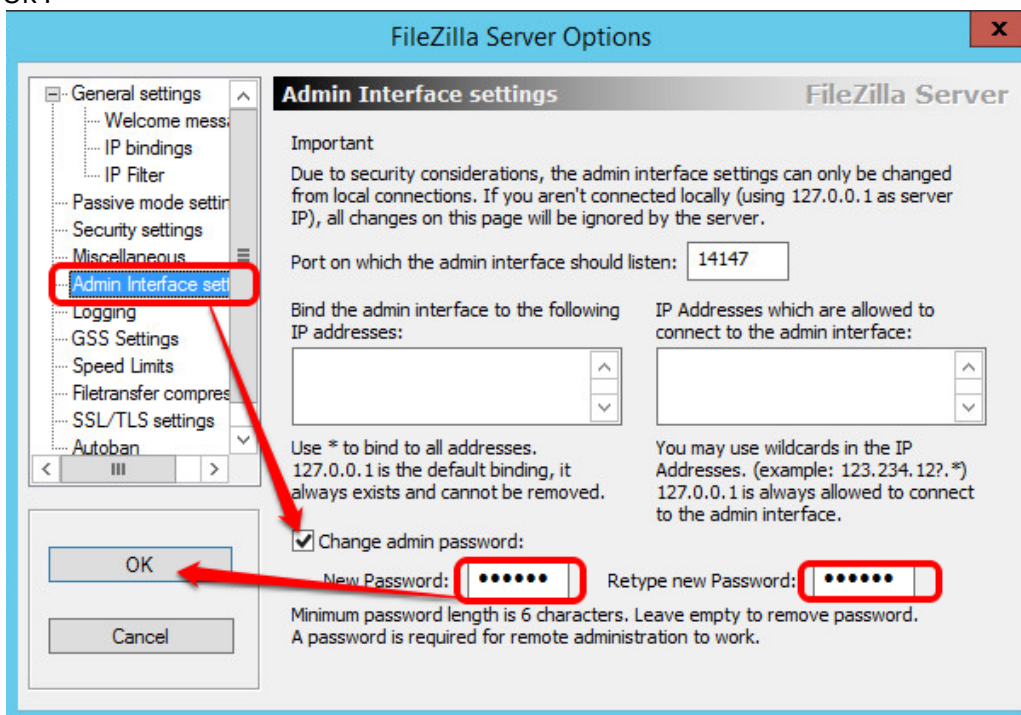 OK.
FileZilla Server Options
x
General settings
Welcome messa
IP bindings
IP Filter
Passive mode settin
Security settings
Miscellaneous
Admin Interface sett
Logging
GSS Settings
Speed Limits
Filetransfer compres
SSL/TLS settings
Autoban
OK
Cancel
Admin Interface settings
FileZilla Server
Important
Due to security considerations, the admin interface settings can only be changed
from local connections. If you aren't connected locally (using 127.0.0.1 as server
IP), all changes on this page will be ignored by the server.
Port on which the admin interface should listen: 14147
Bind the admin interface to the following
IP addresses:
Use * to bind to all addresses.
127.0.0.1 is the default binding, it
always exists and cannot be removed.
IP Addresses which are allowed to
connect to the admin interface:
You may use wildcards in the IP
Addresses. (example: 123.234.12?.*)
127.0.0.1 is always allowed to connect
to the admin interface.
Change admin password:
New Password: ●●●●●● Retype new Password: ●●●●●●
Minimum password length is 6 characters. Leave empty to remove password.
A password is required for remote administration to work.